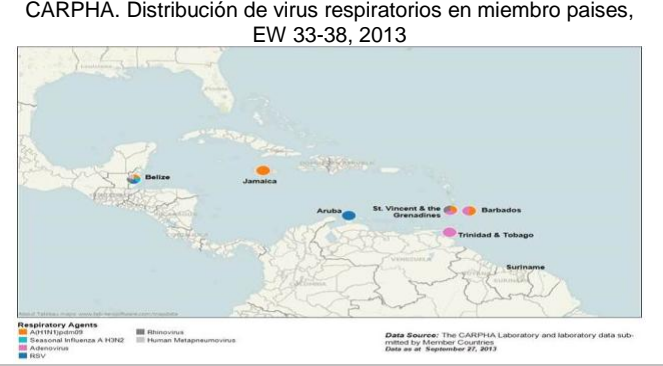 CARPHA. Distribución de virus respiratorios en miembro paises,
EW 33-38, 2013
Belize
Jamaica
Aruba
St. Vincent & the
Grenadines
Barbados
Trinidad & Tobago
VENEZUELA
Suriname
Respiratory Agents
A(H1N1)pdm09
Seasonal Influenza A H3N2
Adenovirus
RSV
Rhinovirus
Human Metapneumovirus
Data Source: The CARPHA Laboratory and laboratory data sub-
mitted by Member Countries
Data as at September 27, 2013